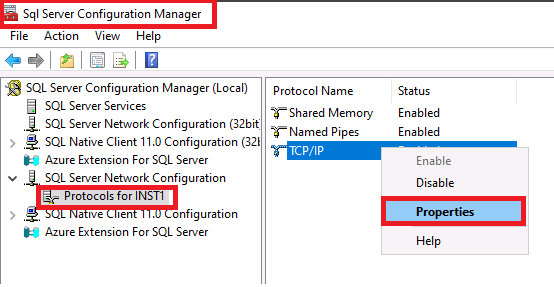 Sql Server Configuration Manager
File Action View Help
SQL Server Configuration Manager (Local)
SQL Server Services
SQL Server Network Configuration (32bit)
SQL Native Client 11.0 Configuration (32
Azure Extension For SQL Server
SQL Server Network Configuration
Protocols for INST1
SQL Native Client 11.0 Configuration
Azure Extension For SQL Server
Protocol Name Status
Shared Memory Enabled
Named Pipes Enabled
TCP/IP
Enable
Disable
Properties
Help